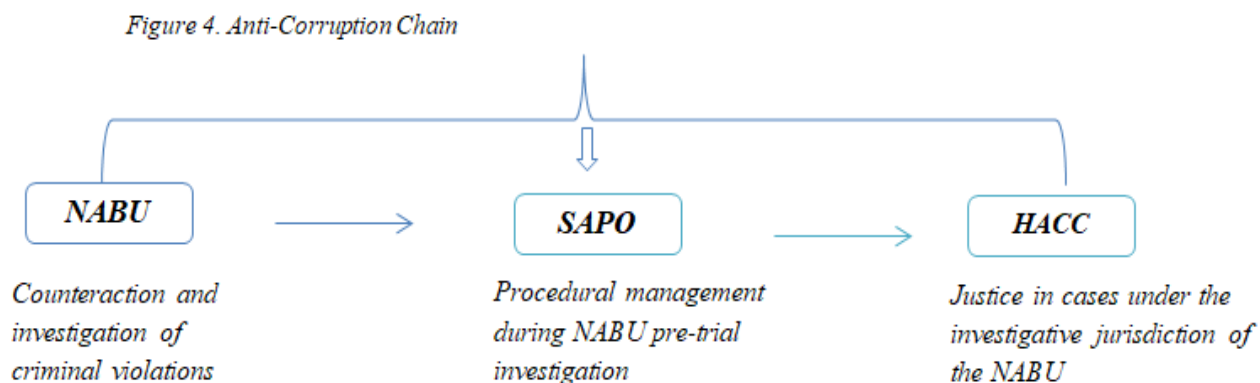 Figure 4. Anti-Corruption Chain
NABU
SAPO
HACC
Counteraction and
investigation of
criminal violations
Procedural management
during NABU pre-trial
investigation
Justice in cases under the
investigative jurisdiction of
the NABU